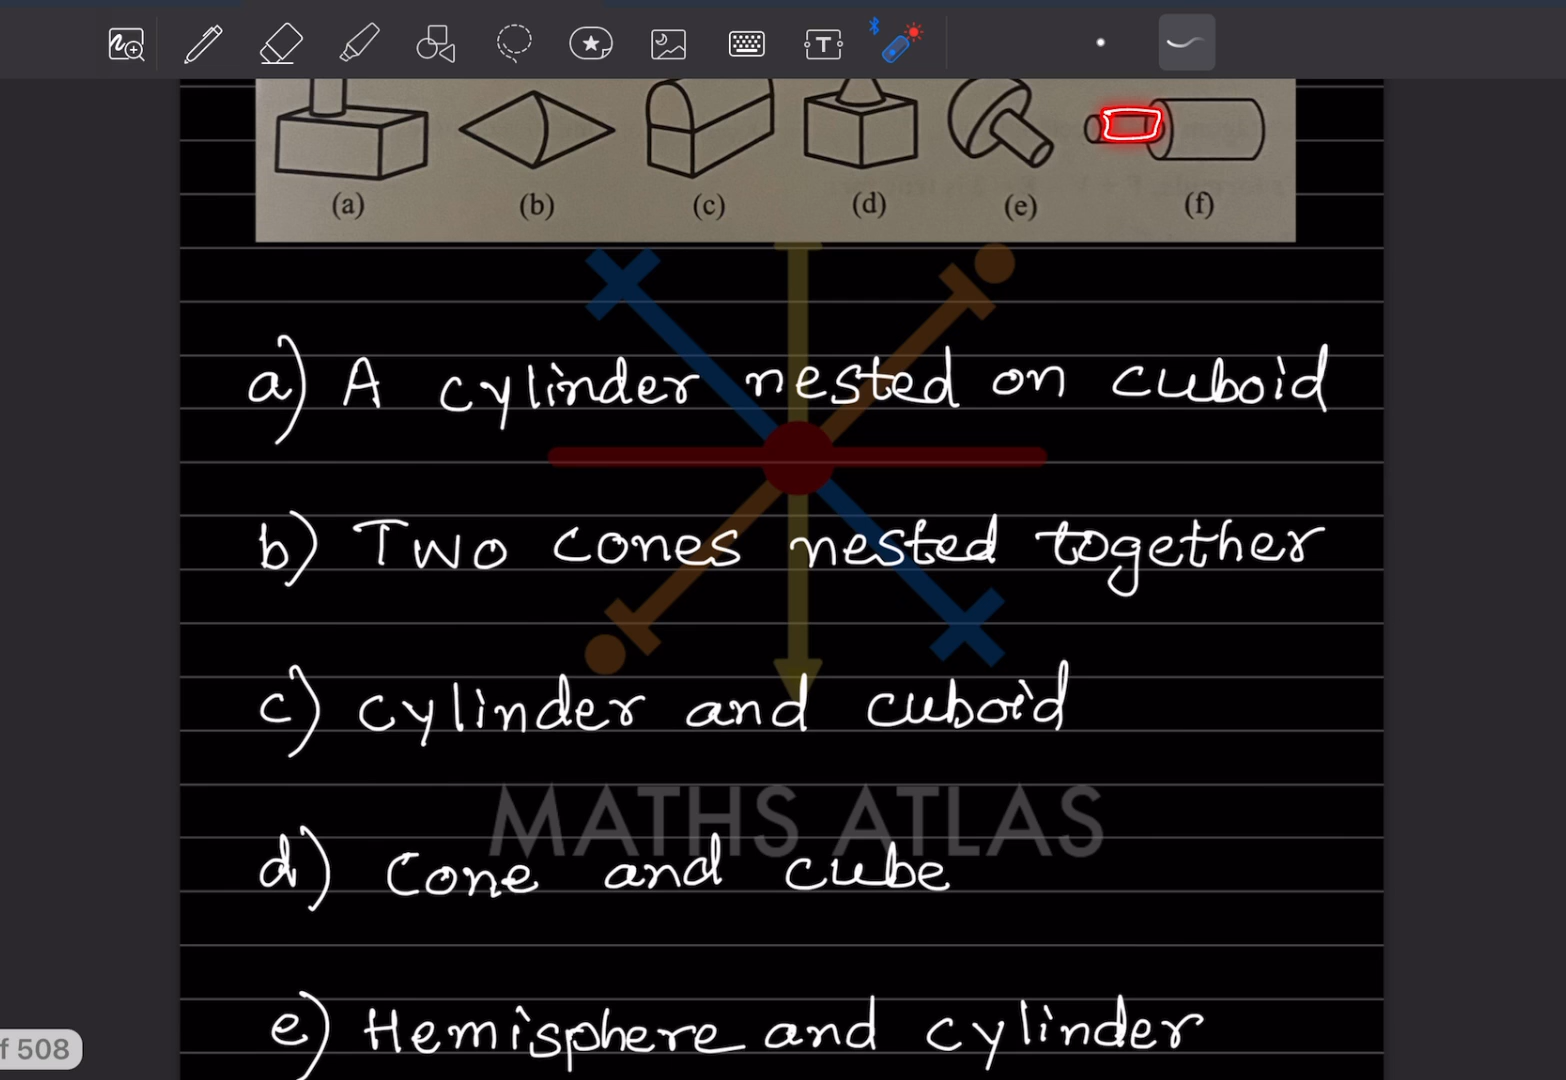 T
(a) (b) (c) (d) (e) (f)
a) A cylinder nested on cuboid
b) Two cones nested together
c) cylinder and cuboid
MATHS ATLAS
d) Cone and cube
e) Hemisphere and cylinder
f 508